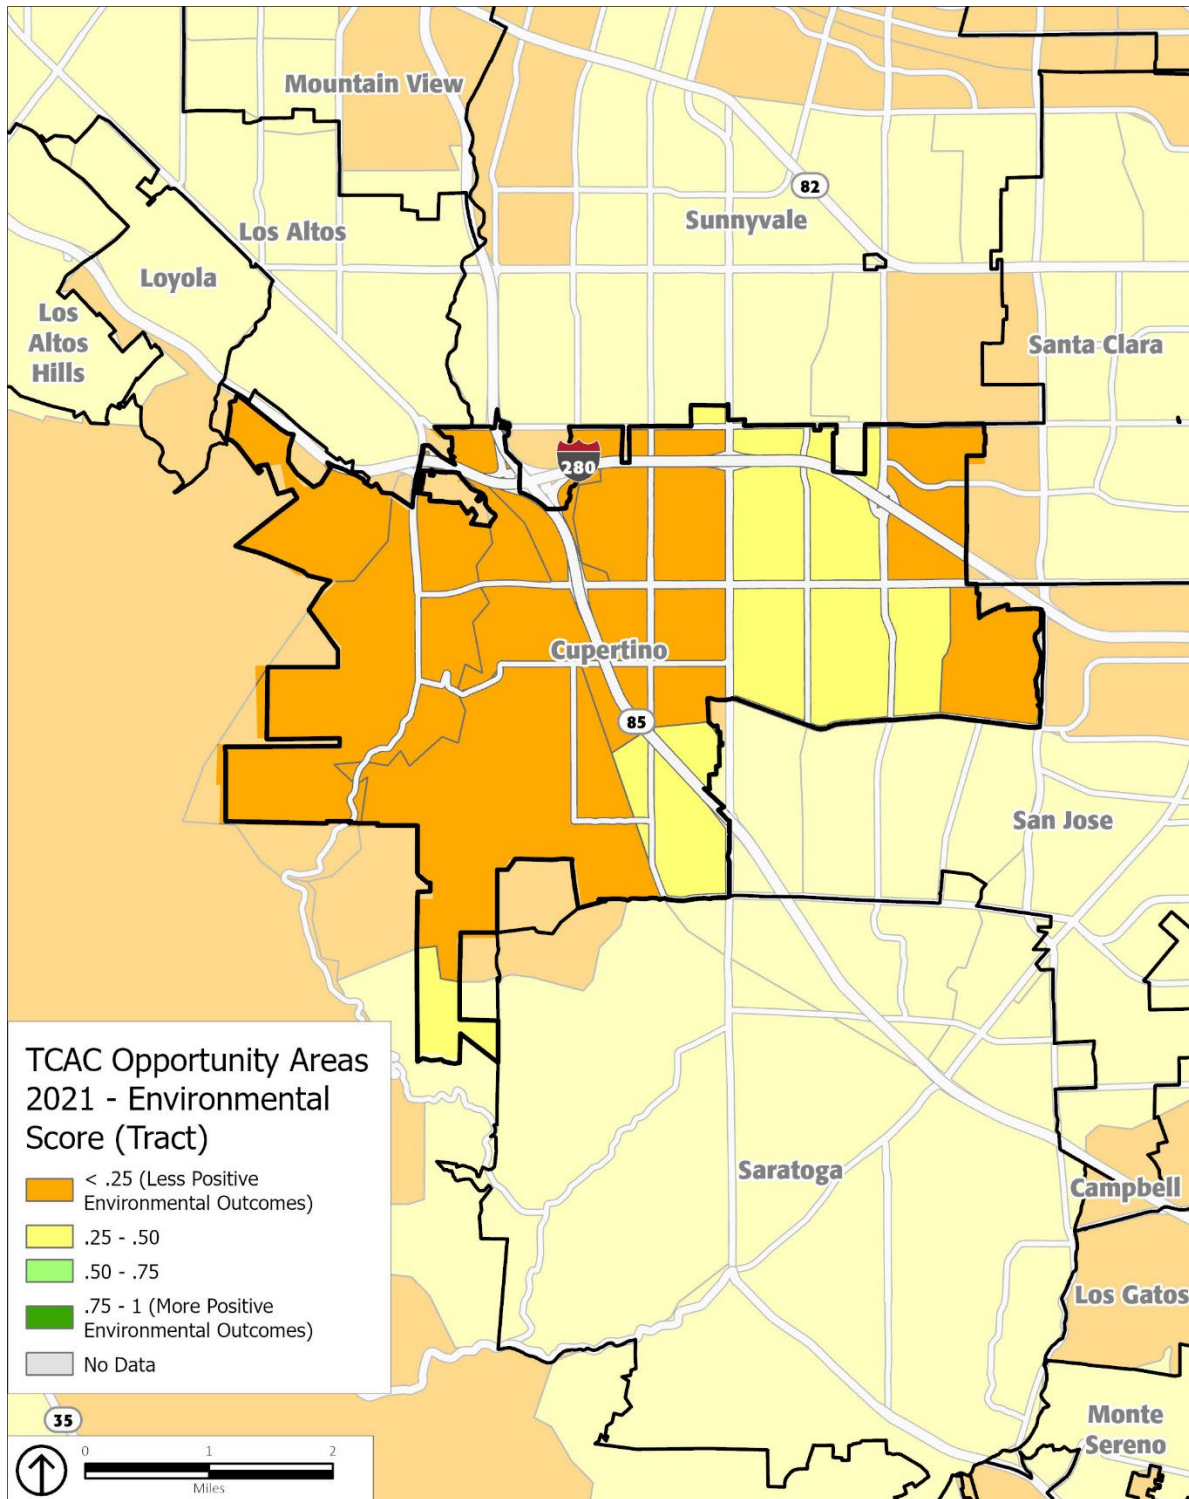 Mountain View
82
Sunnyvale
Los Altos
Loyola
Los
Altos
Hills
Santa Clara
280
Cupertino
85
San Jose
Saratoga
Campbell
Los Gatos
Monte
Sereno
TCAC Opportunity Areas
2021 - Environmental
Score (Tract)
< .25 (Less Positive
Environmental Outcomes)
.25 - .50
.50 - .75
.75 - 1 (More Positive
Environmental Outcomes)
No Data
35
0 1 2
Miles